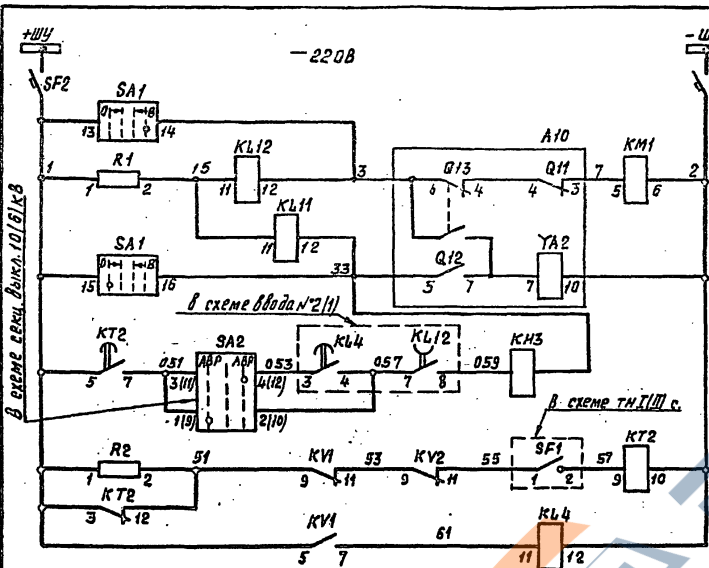 +ШУ
-Ш
SF2
—220В
SA1
О В
13 14
A10
1
R1
1 2
15
KL12
11 12
3
Q13
6 4
Q11
4 3
7
KM1
5 6
2
KL11
11 12
SA1
О В
15 16
33
Q12
5 7
YA2
7 10
в схеме ввода №2(1)
В схеме секц. выкл. 10(6)кВ
KT2
5 7
051
SA2
АВР АВР
3(11) 4(12)
1(9) 2(10)
053
KL4
3 4
057
KL12
7 8
059
KH3
В схеме тн I(II) с.
R2
1 2
51
KV1
9 11
53
KV2
9 11
55
SF1
1 2
57
KT2
9 10
KT2
3 12
KV1
5 7
61
KL4
11 12